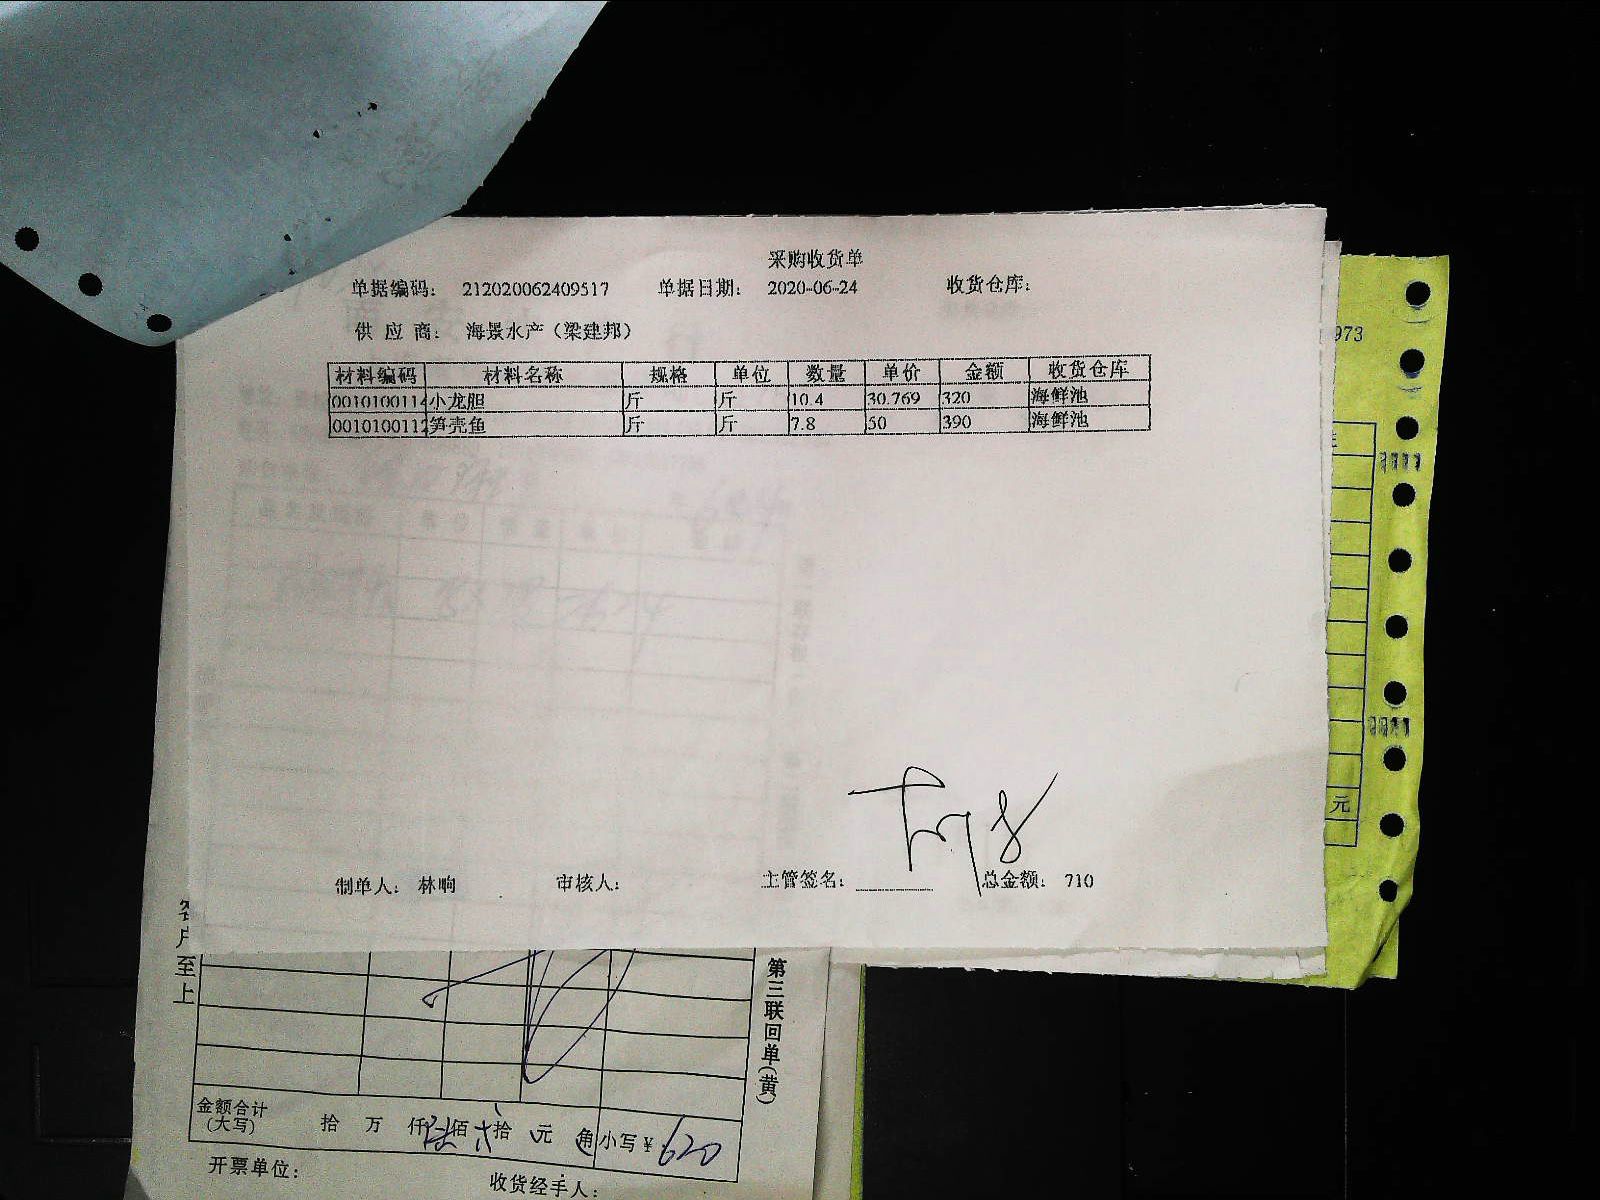 采购收货单
单据编码： 212020062409517 单据日期： 2020-06-24 收货仓库：
供 应 商： 海景水产（梁建邦）
材料编码 材料名称 规格 单位 数量 单价 金额 收货仓库
0010100114 小龙胆 斤 斤 10.4 30.769 320 海鲜池
0010100112 笋壳鱼 斤 斤 7.8 50 390 海鲜池
制单人： 林晌 审核人： 主管签名： 总金额： 710
973
元
客户至上
第三联回单(黄)
金额合计
(大写) 拾 万 仟 佰 拾 元 角 小写￥ 620
开票单位： 收货经手人：